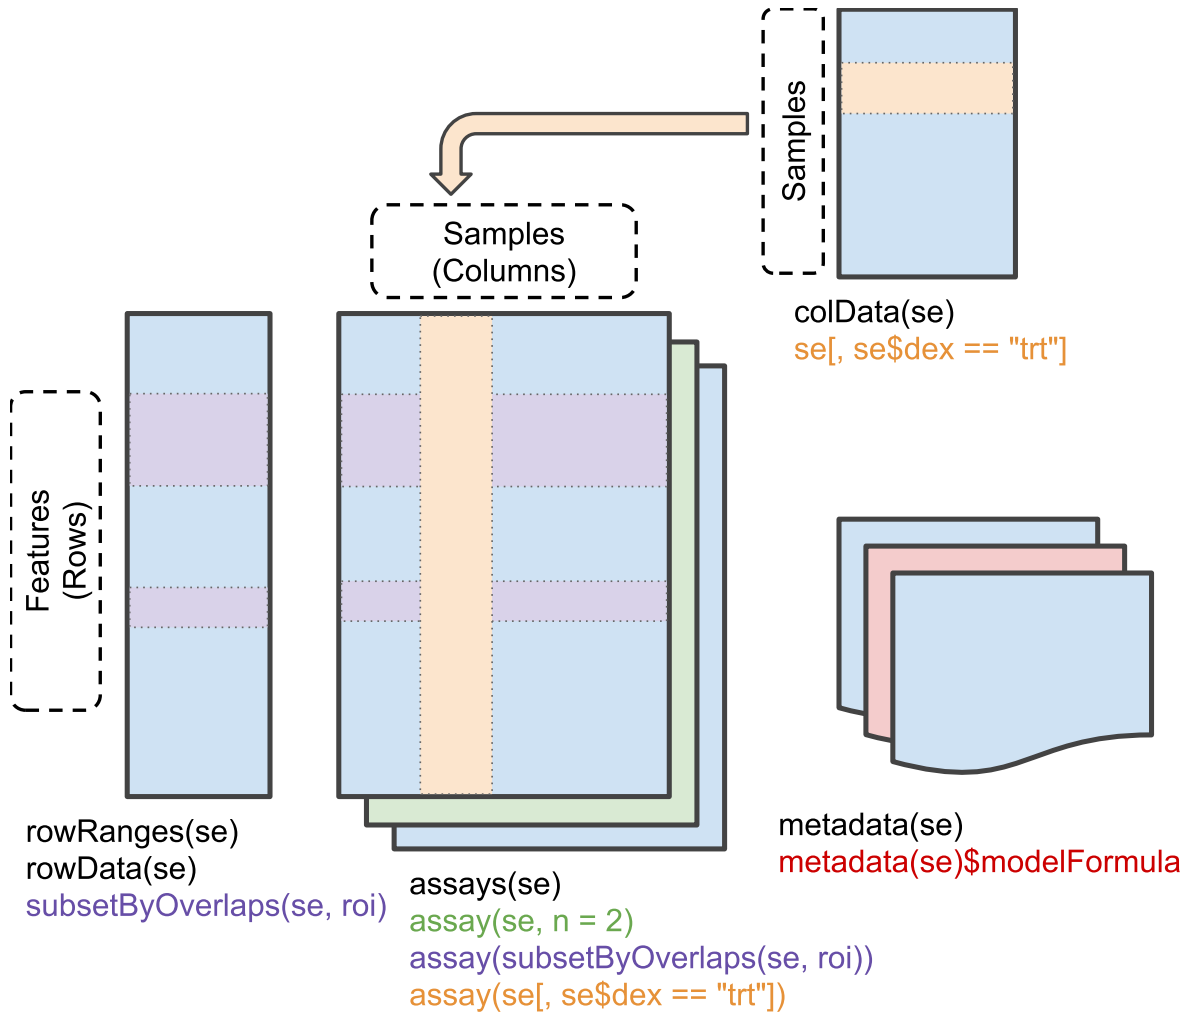 Samples
colData(se)
se[, se$dex == "trt"]
Samples
(Columns)
Features
(Rows)
rowRanges(se)
rowData(se)
subsetByOverlaps(se, roi)
assays(se)
assay(se, n = 2)
assay(subsetByOverlaps(se, roi))
assay(se[, se$dex == "trt"])
metadata(se)
metadata(se)$modelFormula